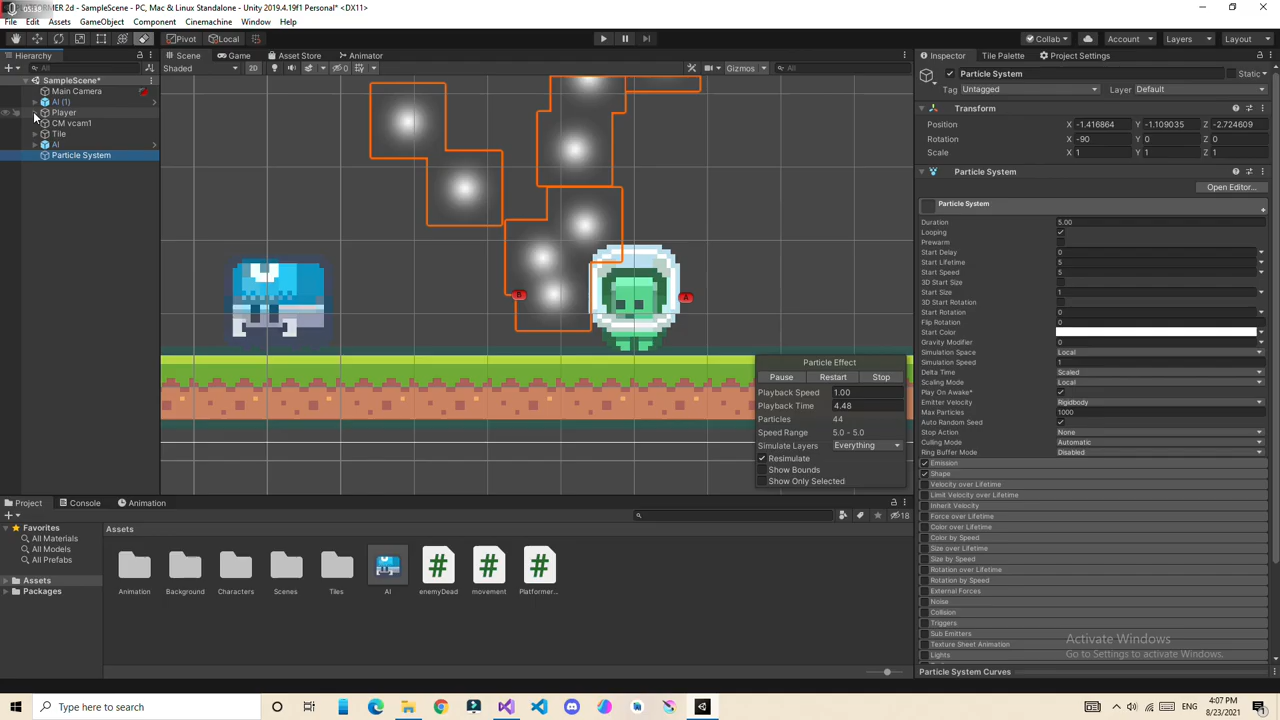 ORMER 2d - SampleScene - PC, Mac & Linux Standalone - Unity 2019.4.19f1 Personal* <DX11>
File Edit Assets GameObject Component Cinemachine Window Help
Pivot Local Collab Account Layers Layout
Hierarchy Scene Game Asset Store Animator Inspector Tile Palette Project Settings
All Shaded 2D 0 Gizmos All
Particle System Static
Tag Untagged Layer Default
SampleScene*
Main Camera
AI (1)
Player
CM vcam1
Tile
AI
Particle System
Transform
Position X -1.416864 Y -1.109035 Z -2.724609
Rotation X -90 Y 0 Z 0
Scale X 1 Y 1 Z 1
Particle System
Open Editor...
Particle System
Duration 5.00
Looping
Prewarm
Start Delay 0
Start Lifetime 5
Start Speed 5
3D Start Size
Start Size 1
3D Start Rotation
Start Rotation 0
Flip Rotation 0
Start Color
Gravity Modifier 0
Simulation Space Local
Simulation Speed 1
Delta Time Scaled
Scaling Mode Local
Play On Awake*
Emitter Velocity Rigidbody
Max Particles 1000
Auto Random Seed
Stop Action None
Culling Mode Automatic
Ring Buffer Mode Disabled
Emission
Shape
Velocity over Lifetime
Limit Velocity over Lifetime
Inherit Velocity
Force over Lifetime
Color over Lifetime
Color by Speed
Size over Lifetime
Size by Speed
Rotation over Lifetime
Rotation by Speed
External Forces
Noise
Collision
Triggers
Sub Emitters
Texture Sheet Animation
Lights
Particle System Curves
Particle Effect
Pause Restart Stop
Playback Speed 1.00
Playback Time 4.48
Particles 44
Speed Range 5.0 - 5.0
Simulate Layers Everything
Resimulate
Show Bounds
Show Only Selected
Project Console Animation
18
Favorites
All Materials
All Models
All Prefabs
Assets
Packages
Assets
Animation Background Characters Scenes Tiles AI enemyDead movement Platformer...
Activate Windows
Go to Settings to activate Windows.
Type here to search
ENG
4:07 PM
8/23/2021